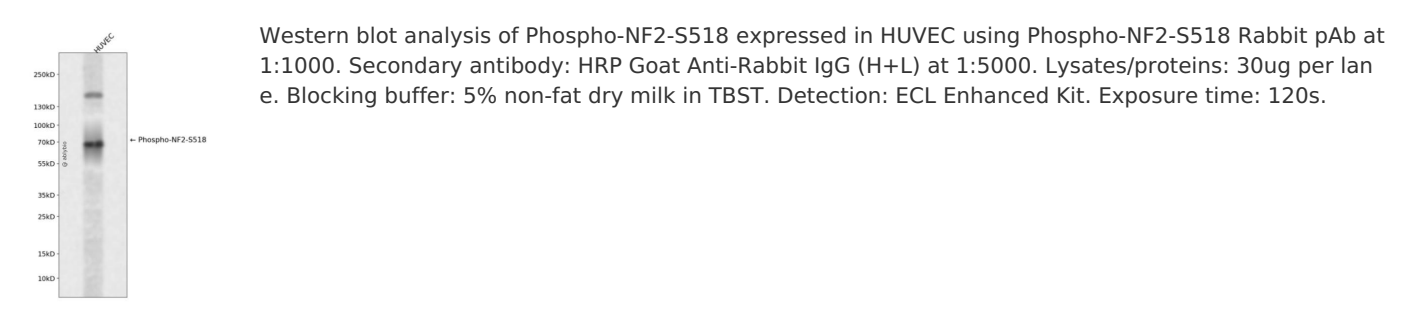 HUVEC
250kD
130kD
100kD
70kD
55kD
35kD
25kD
15kD
10kD
← Phospho-NF2-S518
Western blot analysis of Phospho-NF2-S518 expressed in HUVEC using Phospho-NF2-S518 Rabbit pAb at
1:1000. Secondary antibody: HRP Goat Anti-Rabbit IgG (H+L) at 1:5000. Lysates/proteins: 30ug per lan
e. Blocking buffer: 5% non-fat dry milk in TBST. Detection: ECL Enhanced Kit. Exposure time: 120s.